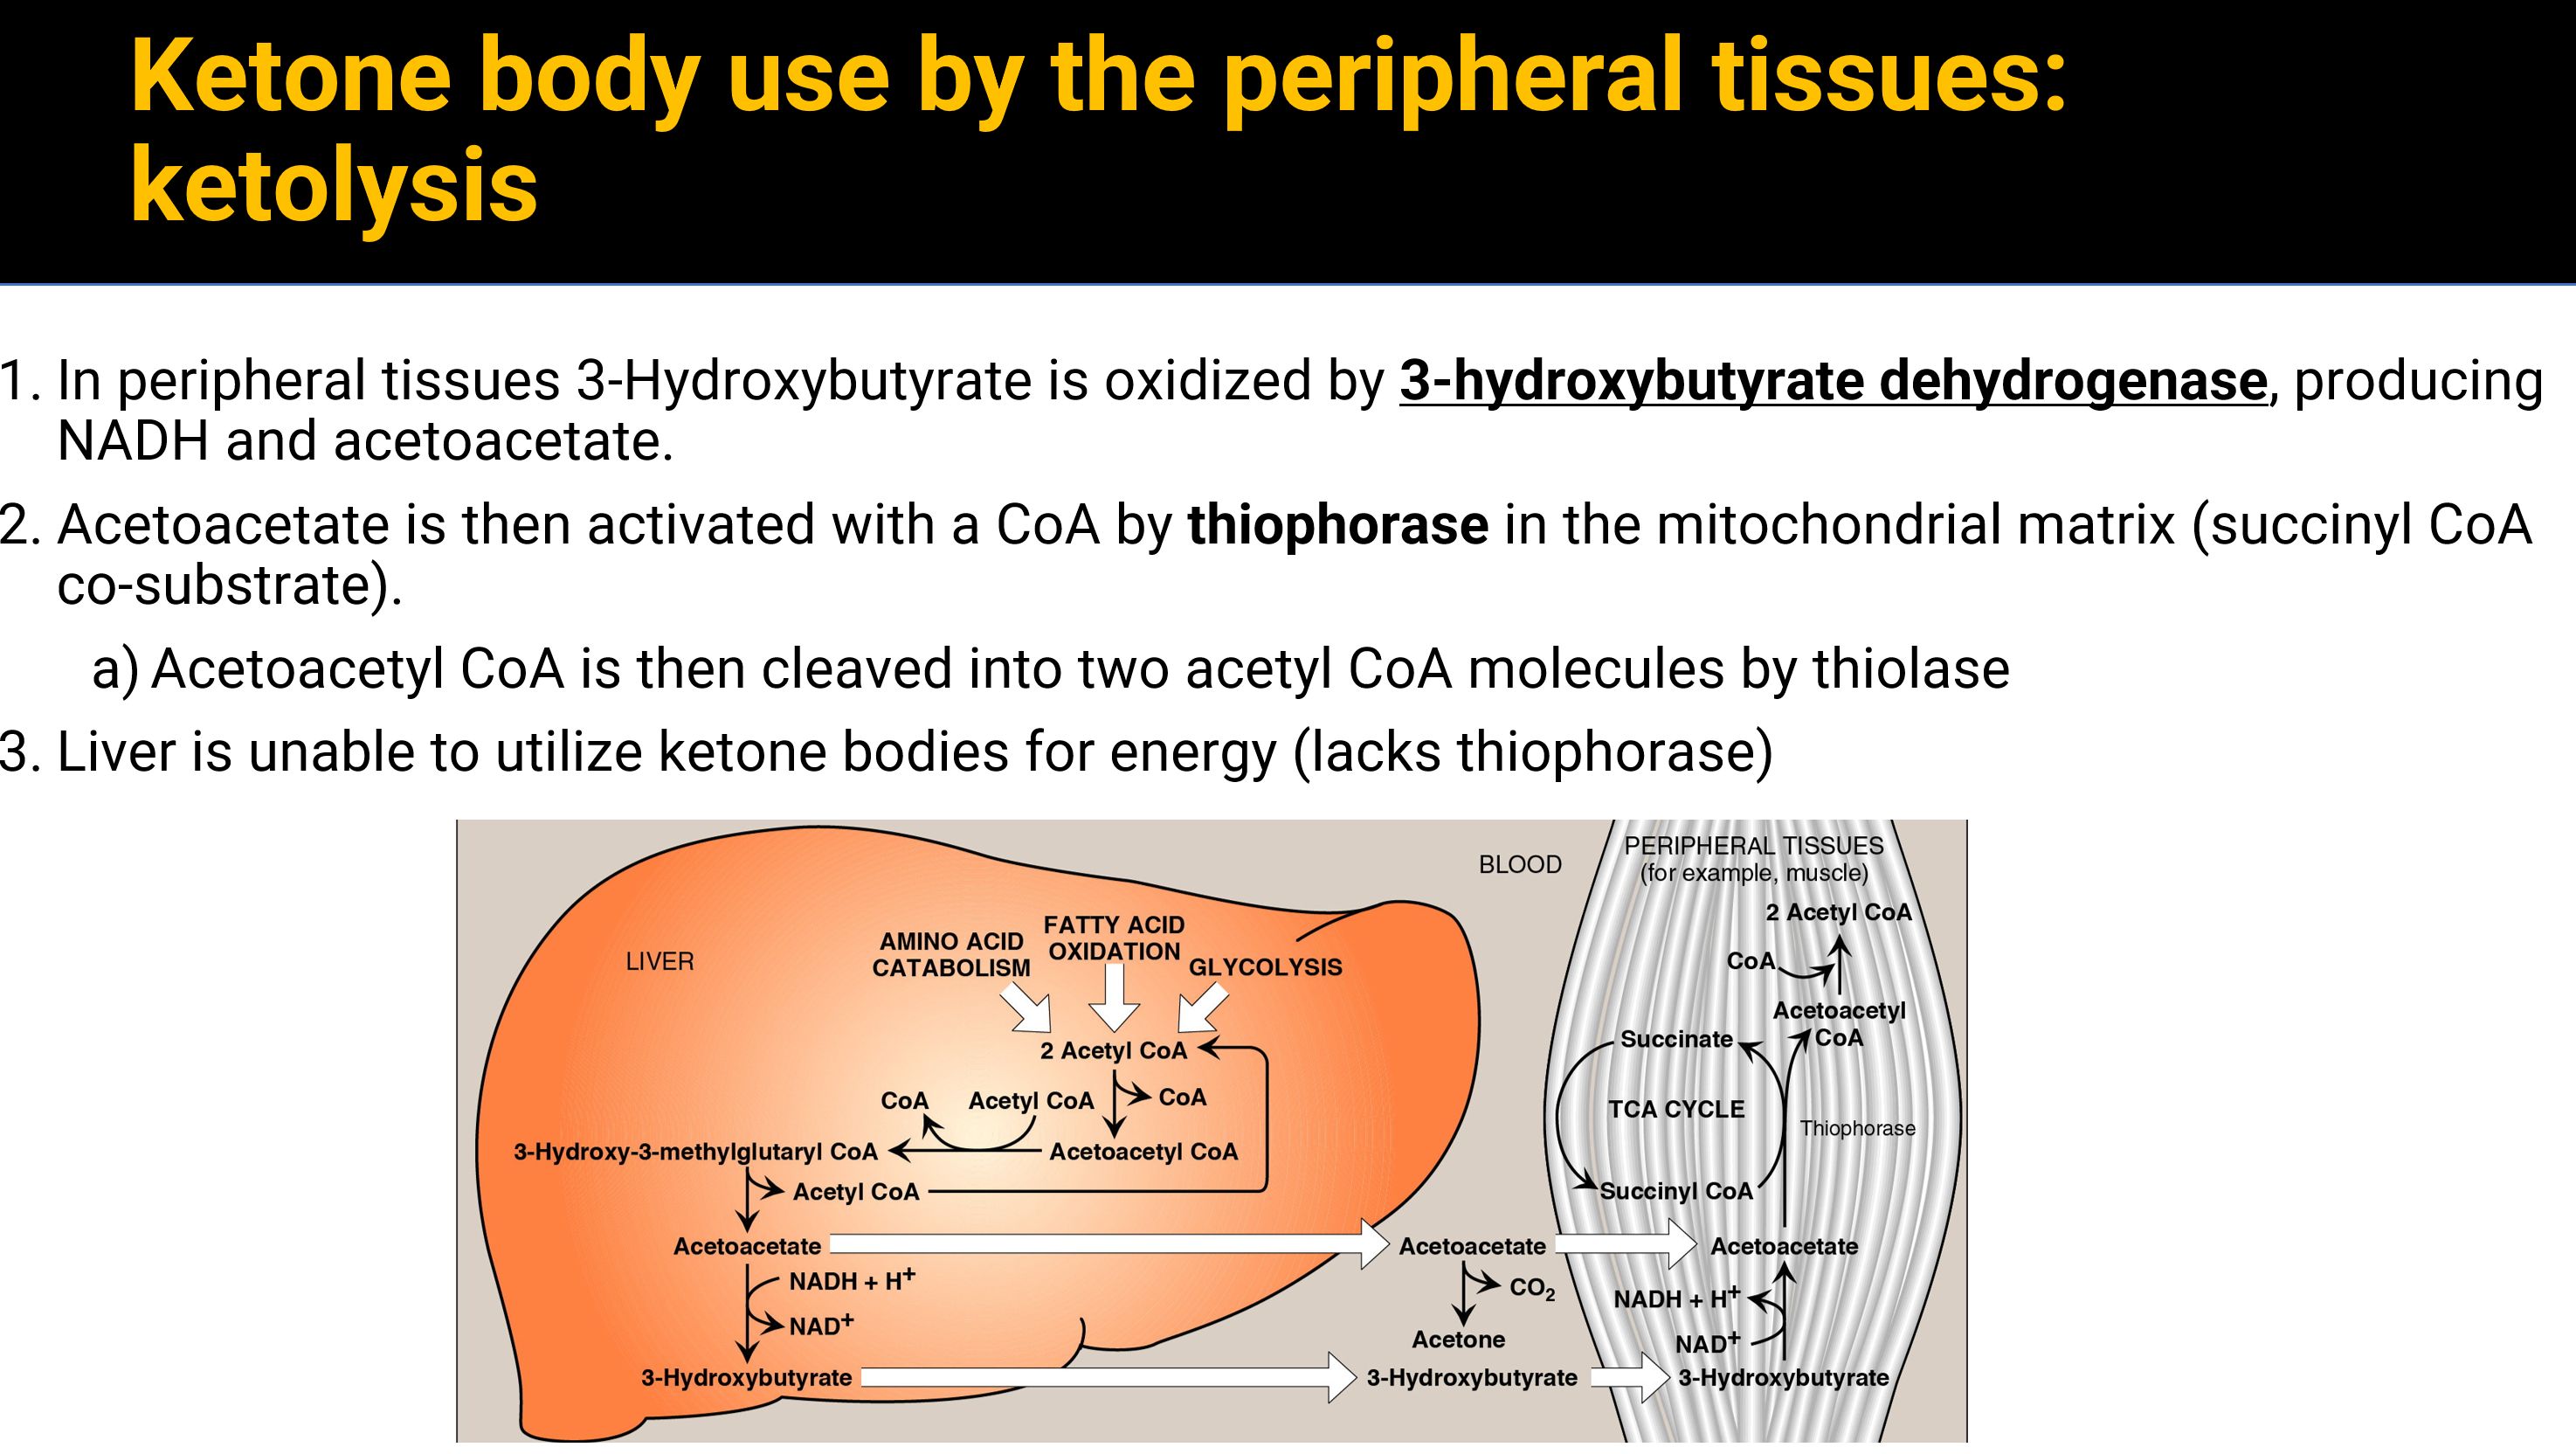 Ketone body use by the peripheral tissues:
ketolysis
1. In peripheral tissues 3-Hydroxybutyrate is oxidized by 3-hydroxybutyrate dehydrogenase, producing
NADH and acetoacetate.
2. Acetoacetate is then activated with a CoA by thiophorase in the mitochondrial matrix (succinyl CoA
co-substrate).
a) Acetoacetyl CoA is then cleaved into two acetyl CoA molecules by thiolase
3. Liver is unable to utilize ketone bodies for energy (lacks thiophorase)
LIVER
AMINO ACID
CATABOLISM
FATTY ACID
OXIDATION
GLYCOLYSIS
2 Acetyl CoA
CoA
Acetyl CoA
CoA
3-Hydroxy-3-methylglutaryl CoA
Acetoacetyl CoA
Acetyl CoA
Acetoacetate
NADH + H+
NAD+
3-Hydroxybutyrate
BLOOD
Acetoacetate
CO2
Acetone
3-Hydroxybutyrate
PERIPHERAL TISSUES
(for example, muscle)
2 Acetyl CoA
CoA
Acetoacetyl
CoA
Succinate
TCA CYCLE
Thiophorase
Succinyl CoA
Acetoacetate
NADH + H+
NAD+
3-Hydroxybutyrate